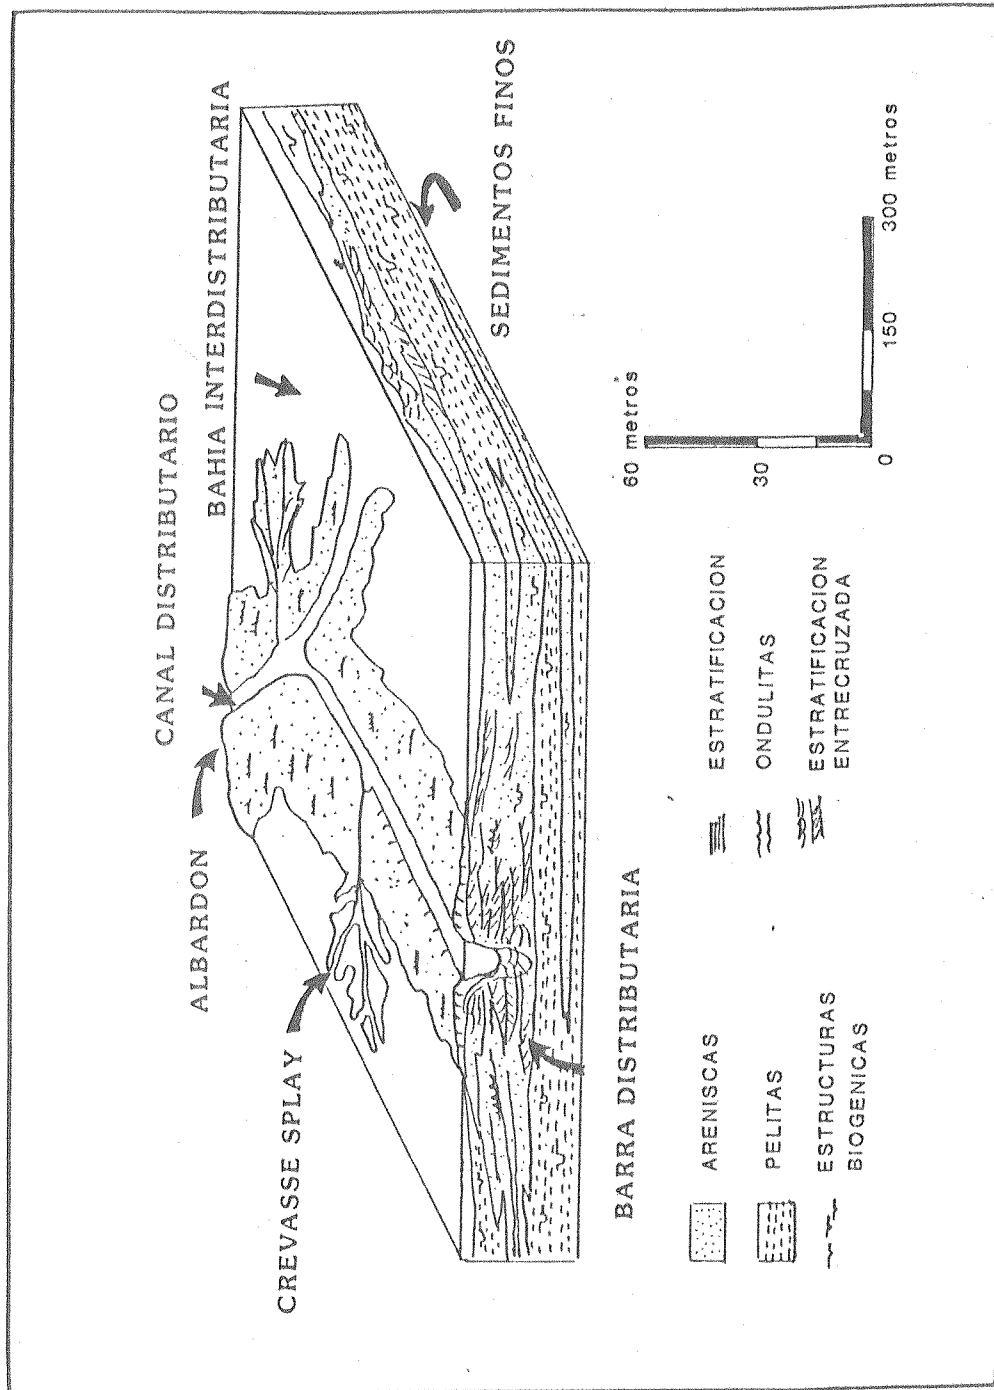 CANAL DISTRIBUTARIO
BAHIA INTERDISTRIBUTARIA
ALBARDON
CREVASSE SPLAY
SEDIMENTOS FINOS
BARRA DISTRIBUTARIA
ARENISCAS
PELITAS
ESTRUCTURAS
BIOGENICAS
ESTRATIFICACION
ONDULITAS
ESTRATIFICACION
ENTRECRUZADA
60 metros
30
0
150
300 metros